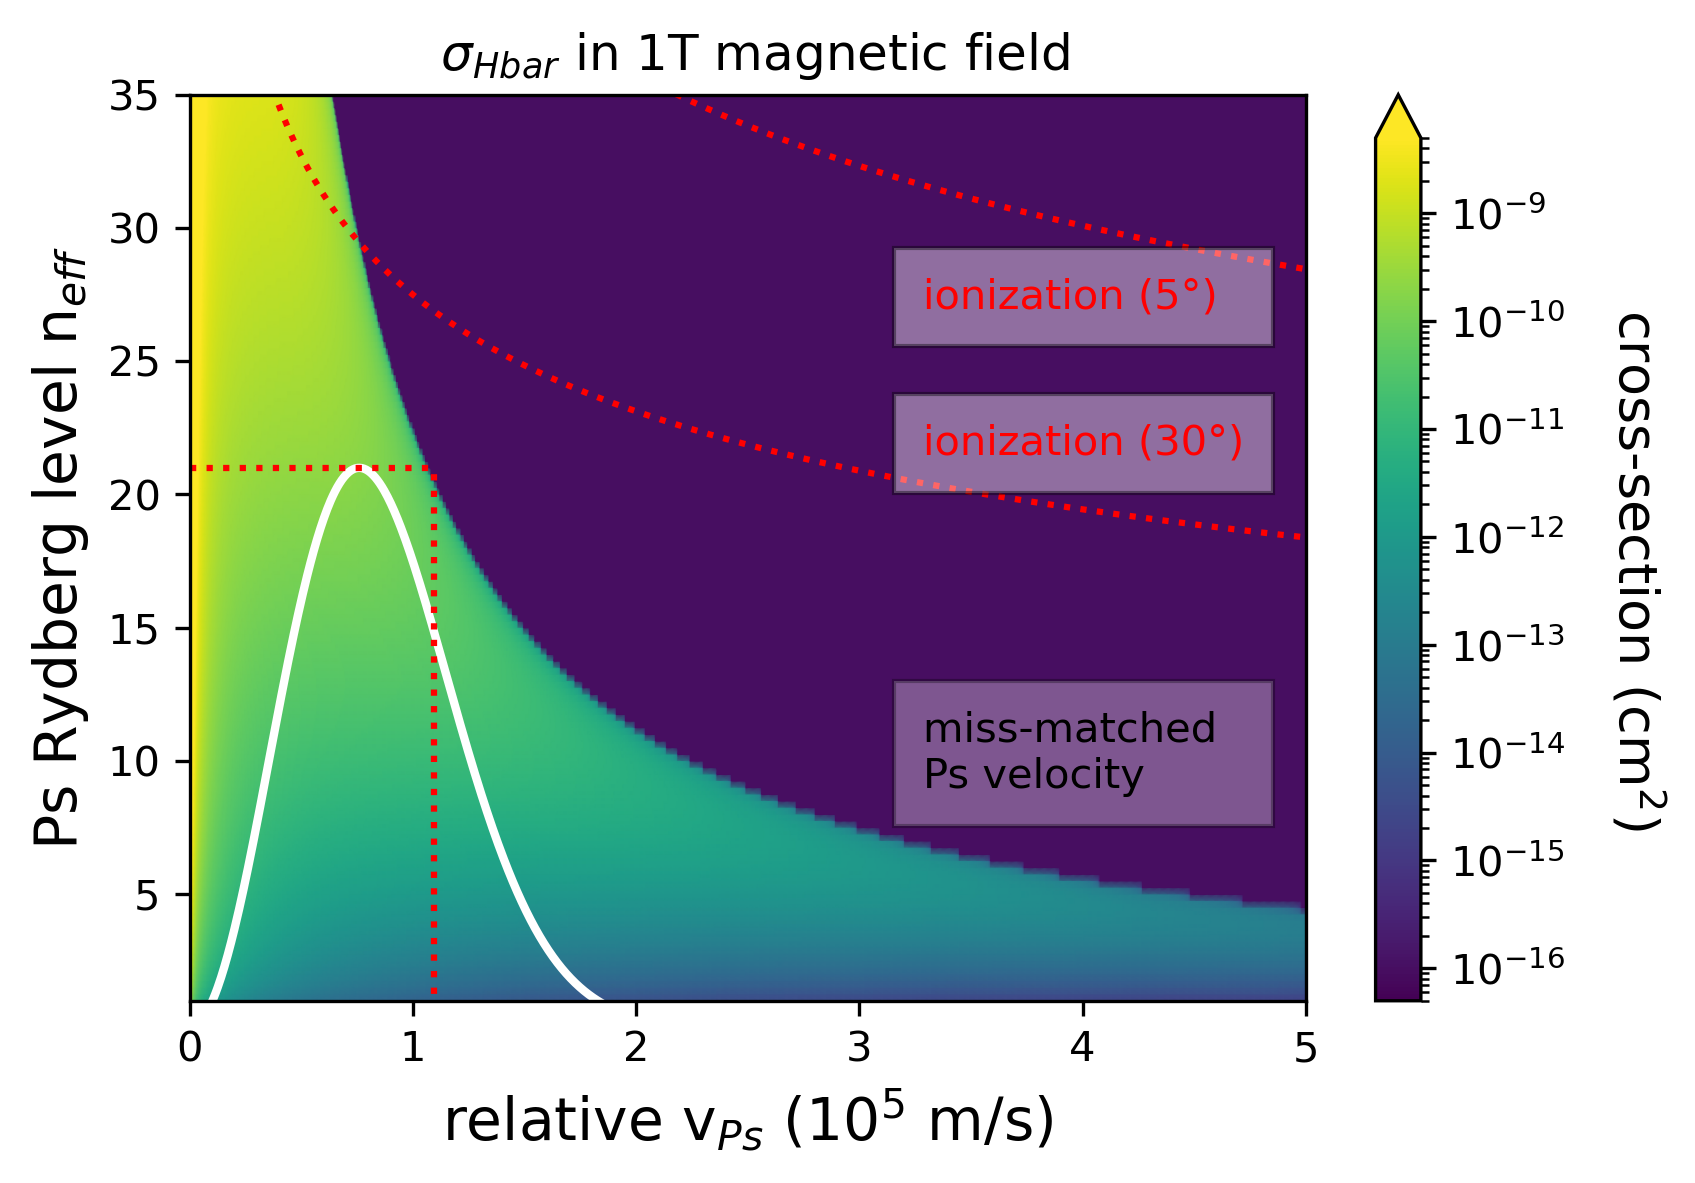 σHbar in 1T magnetic field
35
30
25
20
15
10
5
Ps Rydberg level neff
ionization (5°)
ionization (30°)
miss-matched
Ps velocity
0 1 2 3 4 5
relative vPs (10⁵ m/s)
10⁻⁹
10⁻¹⁰
10⁻¹¹
10⁻¹²
10⁻¹³
10⁻¹⁴
10⁻¹⁵
10⁻¹⁶
cross-section (cm²)